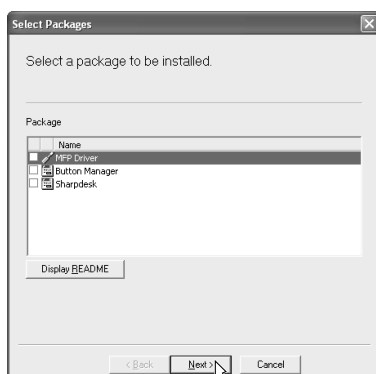 Select Packages
Select a package to be installed.
Package
Name
MFP Driver
Button Manager
Sharpdesk
Display README
< Back Next > Cancel